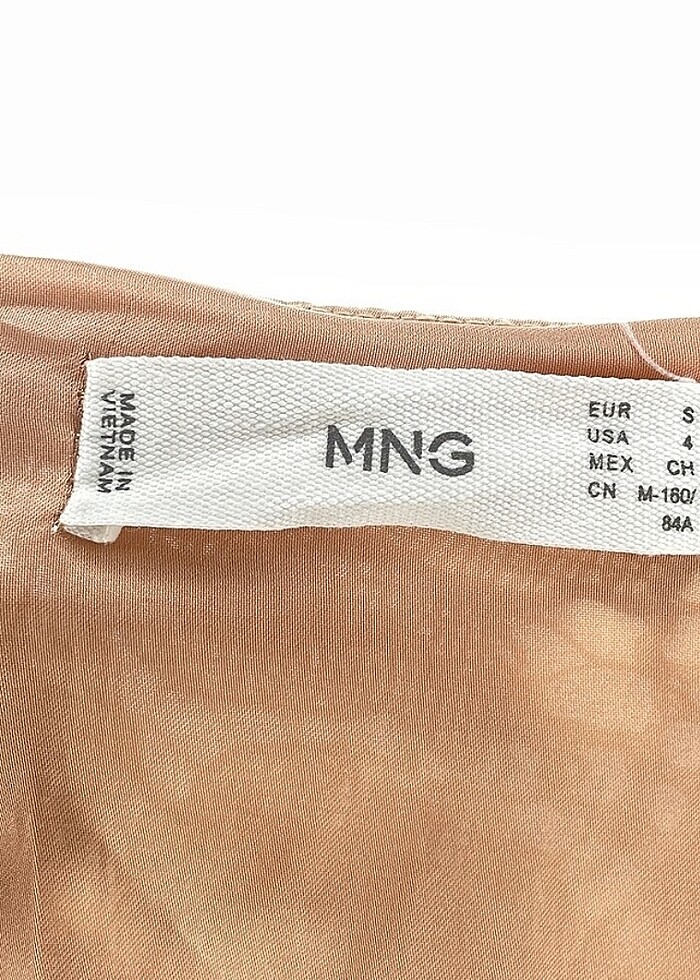 MADE IN
VIETNAM
MNG
EUR S
USA 4
MEX CH
CN M-160/
84A